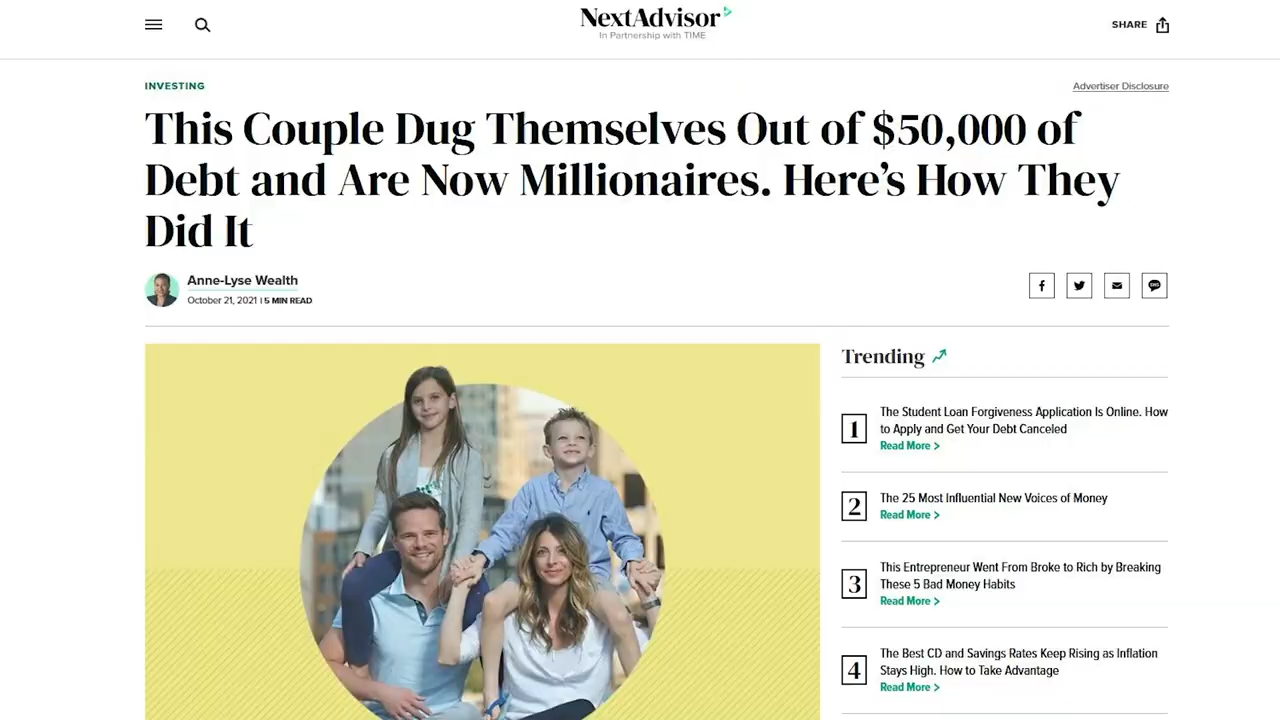 NextAdvisor
In Partnership with TIME
SHARE
INVESTING
Advertiser Disclosure
This Couple Dug Themselves Out of $50,000 of
Debt and Are Now Millionaires. Here’s How They
Did It
Anne-Lyse Wealth
October 21, 2021 | 5 MIN READ
SMS
Trending
1
The Student Loan Forgiveness Application Is Online. How
to Apply and Get Your Debt Canceled
Read More >
2
The 25 Most Influential New Voices of Money
Read More >
3
This Entrepreneur Went From Broke to Rich by Breaking
These 5 Bad Money Habits
Read More >
4
The Best CD and Savings Rates Keep Rising as Inflation
Stays High. How to Take Advantage
Read More >